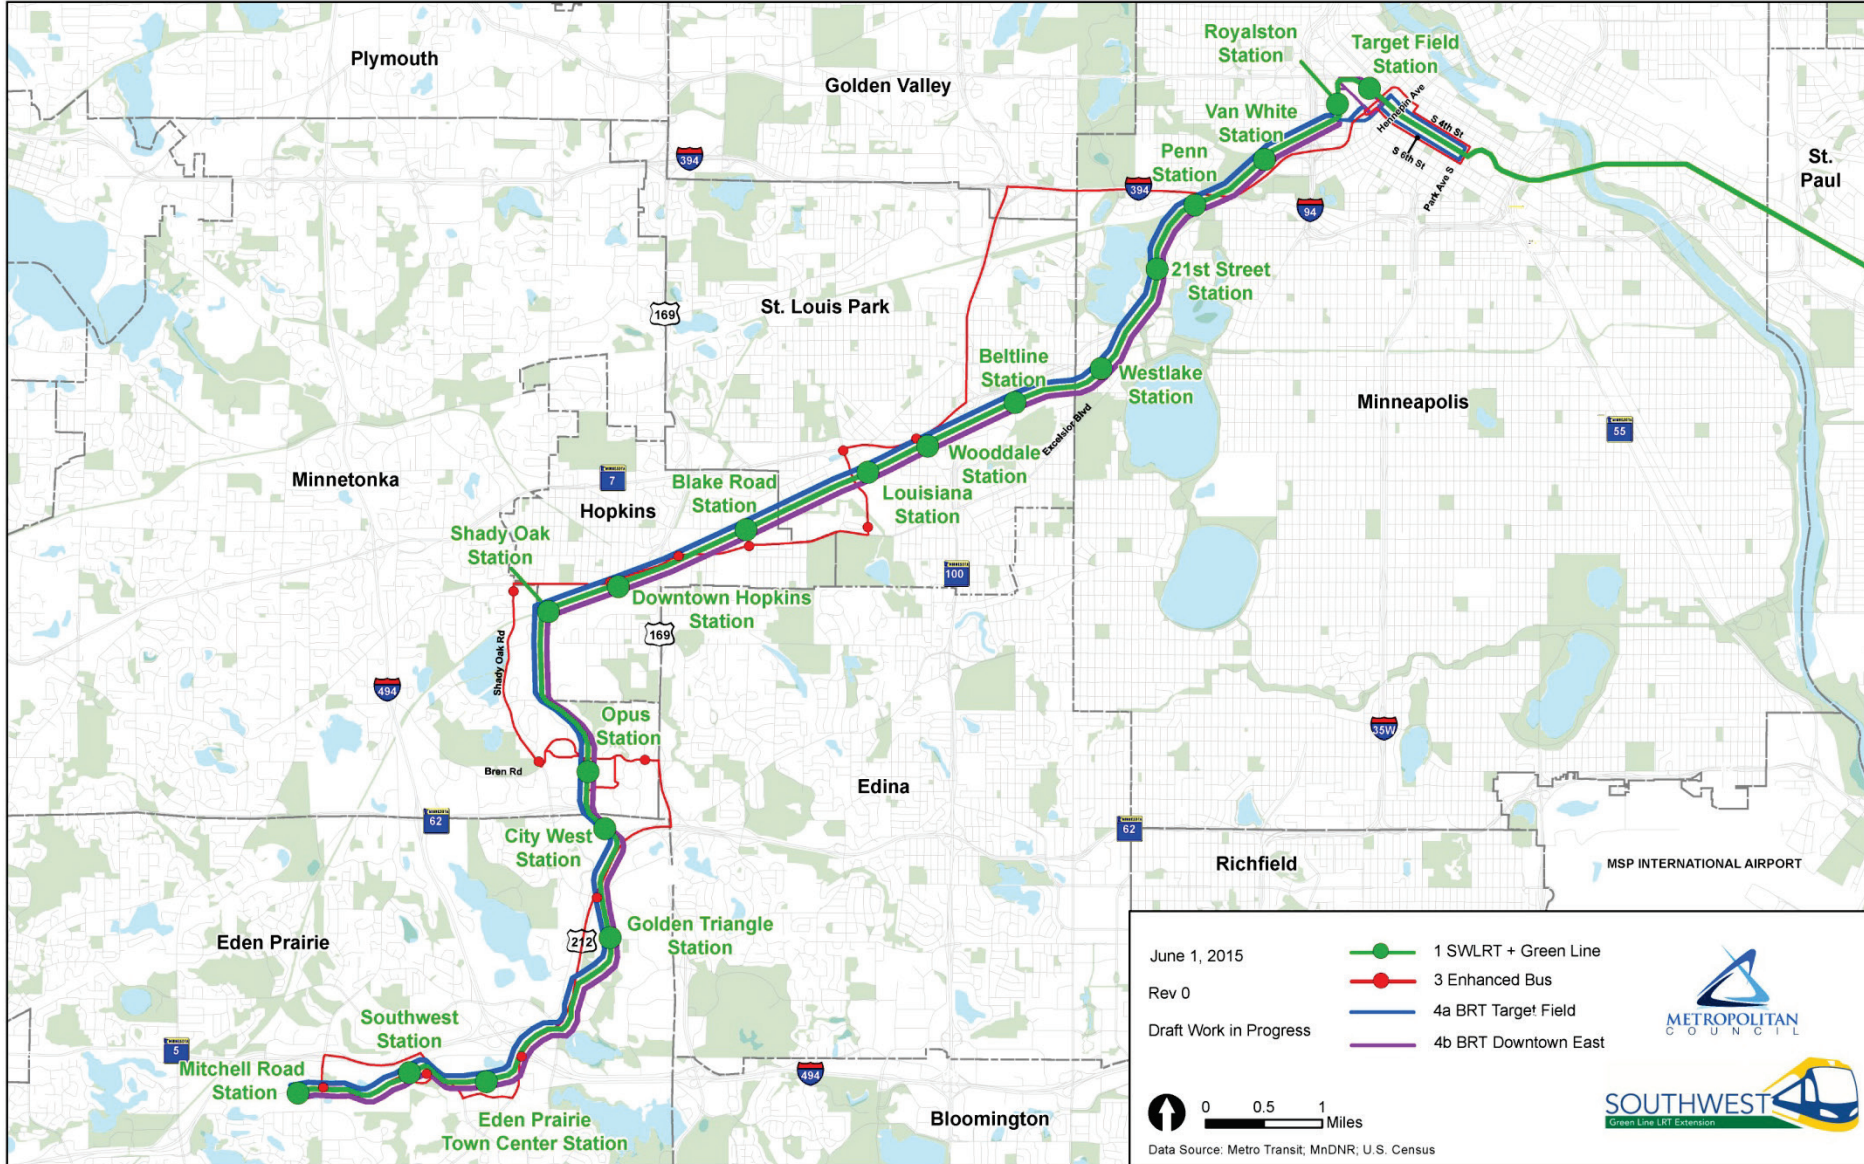 Plymouth
Golden Valley
Royalston
Station
Target Field
Station
Van White
Station
Hennepin Ave
S 4th St
S 6th St
Park Ave S
St.
Paul
394
Penn
Station
394
94
21st Street
Station
169
St. Louis Park
Beltline
Station
Westlake
Station
Minneapolis
55
Excelsior Blvd
Minnetonka
MINNESOTA
7
Hopkins
Blake Road
Station
Wooddale
Station
Louisiana
Station
Shady Oak
Station
100
Downtown Hopkins
Station
169
Shady Oak Rd
494
Opus
Station
35W
Bren Rd
Edina
62
62
City West
Station
Richfield
MSP INTERNATIONAL AIRPORT
Eden Prairie
212
Golden Triangle
Station
Southwest
Station
5
Mitchell Road
Station
494
Eden Prairie
Town Center Station
Bloomington
June 1, 2015
Rev 0
Draft Work in Progress
1 SWLRT + Green Line
3 Enhanced Bus
4a BRT Target Field
4b BRT Downtown East
METROPOLITAN
COUNCIL
0 0.5 1
Miles
SOUTHWEST
Green Line LRT Extension
Data Source: Metro Transit; MnDNR; U.S. Census